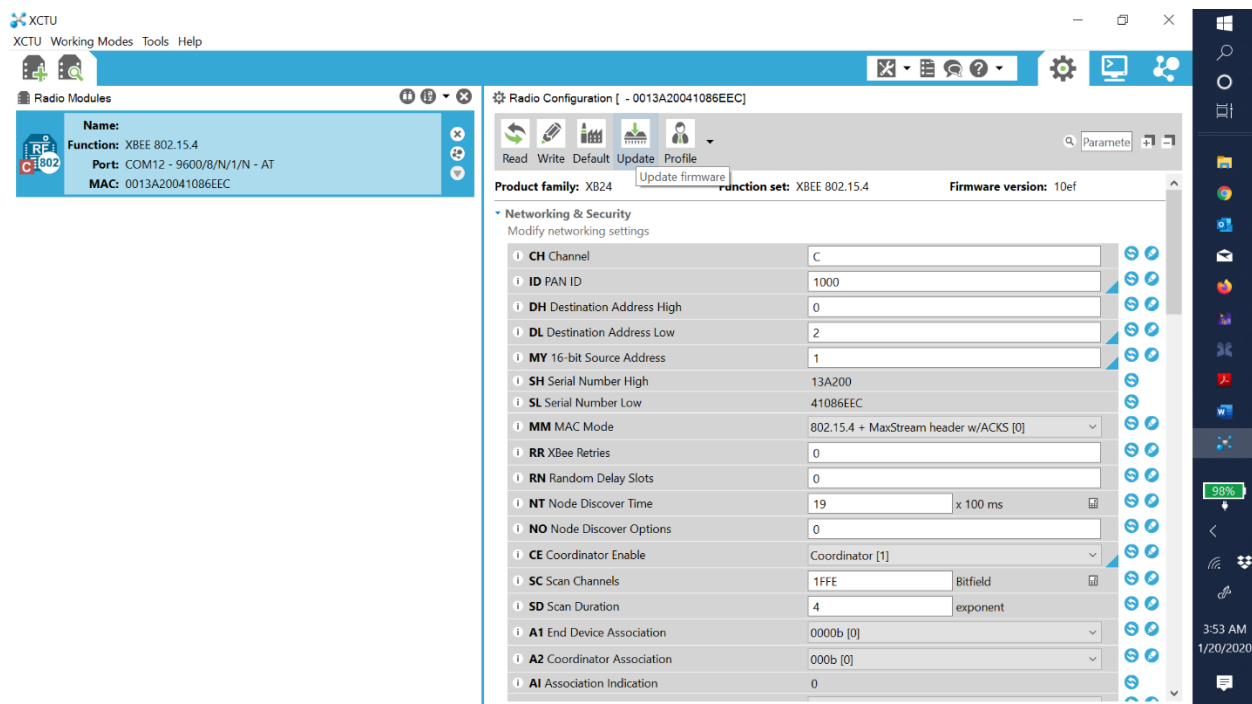 XCTU
XCTU Working Modes Tools Help
Radio Modules
Name:
Function: XBEE 802.15.4
Port: COM12 - 9600/8/N/1/N - AT
MAC: 0013A20041086EEC
RF
C 802
Radio Configuration [ - 0013A20041086EEC]
Read Write Default Update Profile
Paramete
Update firmware
Product family: XB24 Function set: XBEE 802.15.4 Firmware version: 10ef
Networking & Security
Modify networking settings
i CH Channel C
i ID PAN ID 1000
i DH Destination Address High 0
i DL Destination Address Low 2
i MY 16-bit Source Address 1
i SH Serial Number High 13A200
i SL Serial Number Low 41086EEC
i MM MAC Mode 802.15.4 + MaxStream header w/ACKS [0]
i RR XBee Retries 0
i RN Random Delay Slots 0
i NT Node Discover Time 19 x 100 ms
i NO Node Discover Options 0
i CE Coordinator Enable Coordinator [1]
i SC Scan Channels 1FFE Bitfield
i SD Scan Duration 4 exponent
i A1 End Device Association 0000b [0]
i A2 Coordinator Association 000b [0]
i AI Association Indication 0
98%
3:53 AM
1/20/2020